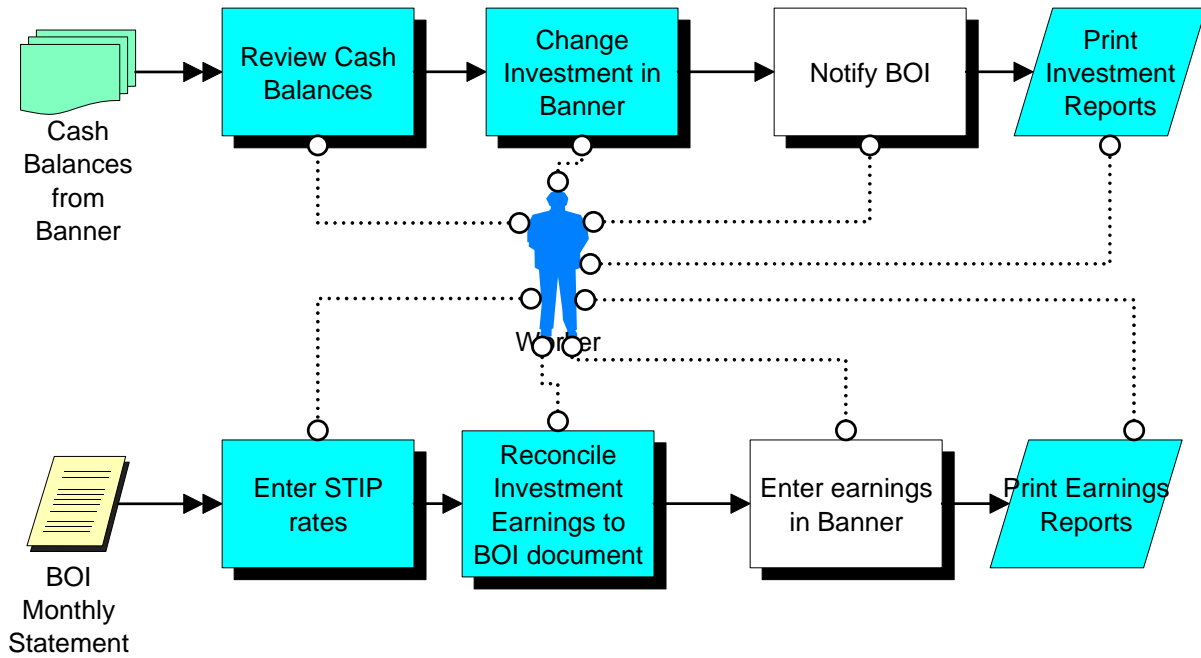 Review Cash
Balances
Change
Investment in
Banner
Notify BOI
Print
Investment
Reports
Cash
Balances
from
Banner
Worker
Enter STIP
rates
Reconcile
Investment
Earnings to
BOI document
Enter earnings
in Banner
Print Earnings
Reports
BOI
Monthly
Statement